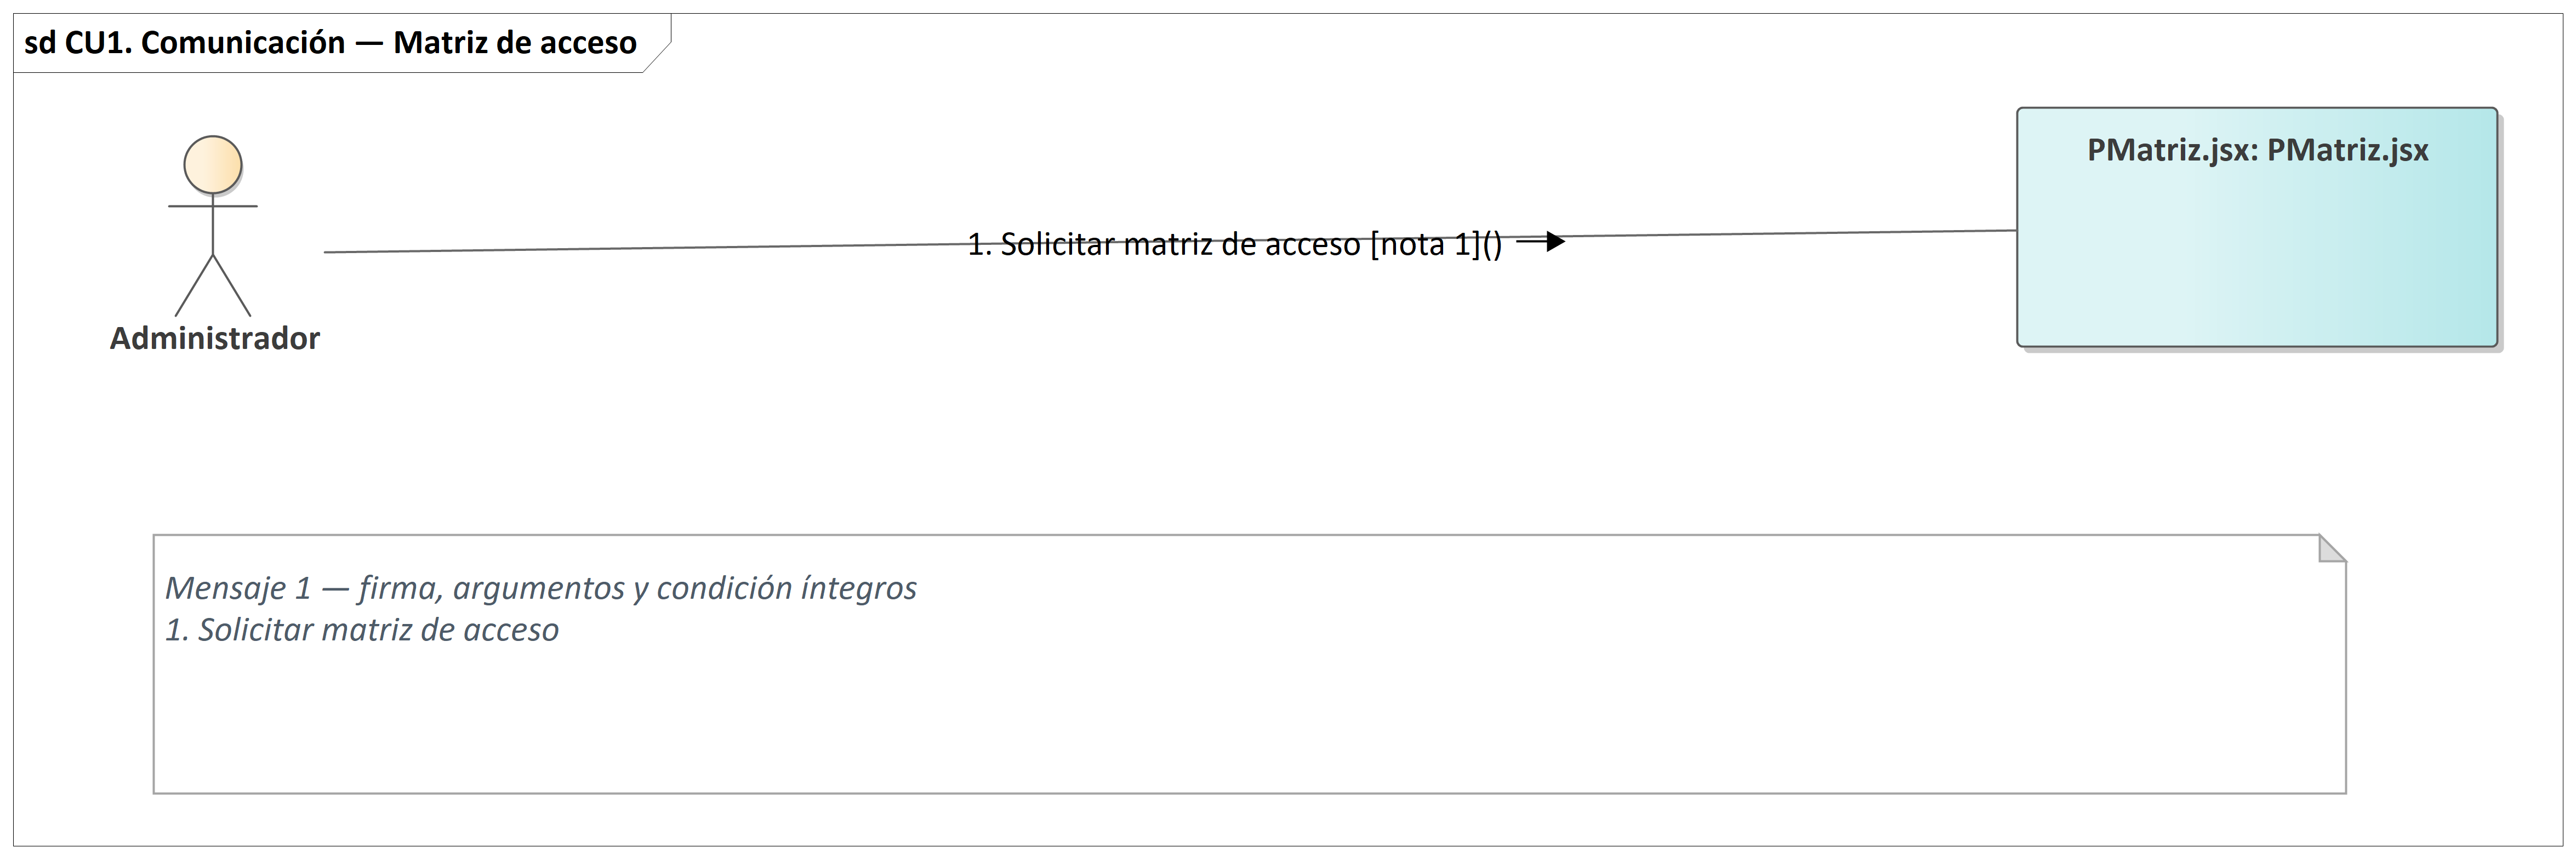 sd CU1. Comunicación — Matriz de acceso
PMatriz.jsx: PMatriz.jsx
1. Solicitar matriz de acceso [nota 1]()
Administrador
Mensaje 1 — firma, argumentos y condición íntegros
1. Solicitar matriz de acceso